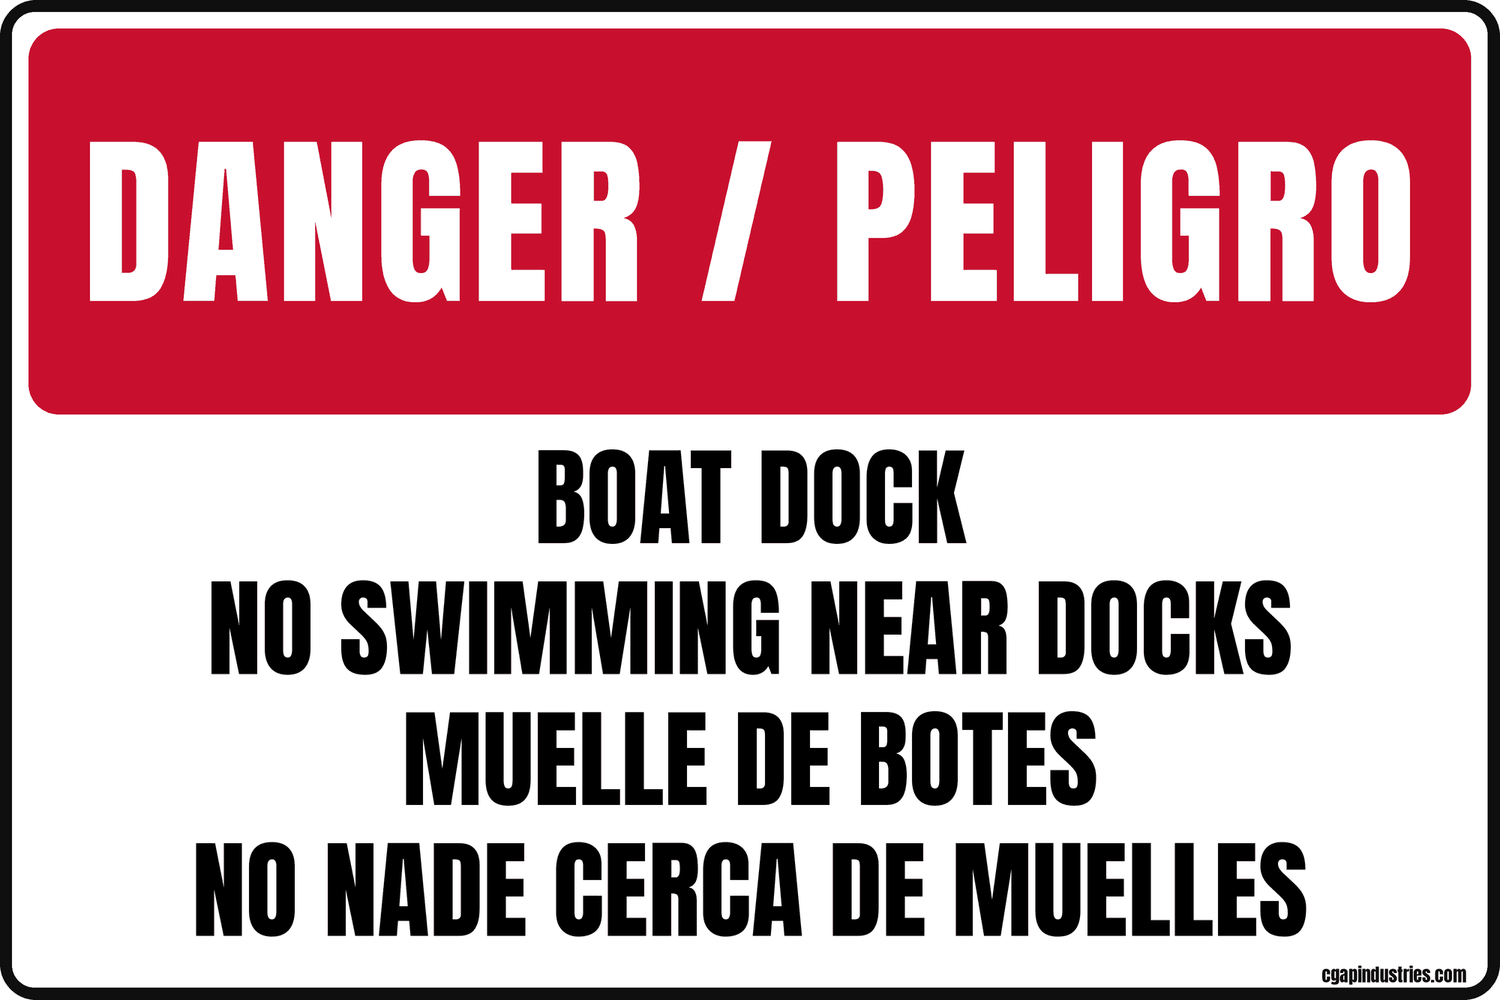 DANGER / PELIGRO
BOAT DOCK
NO SWIMMING NEAR DOCKS
MUELLE DE BOTES
NO NADE CERCA DE MUELLES
cgapindustries.com